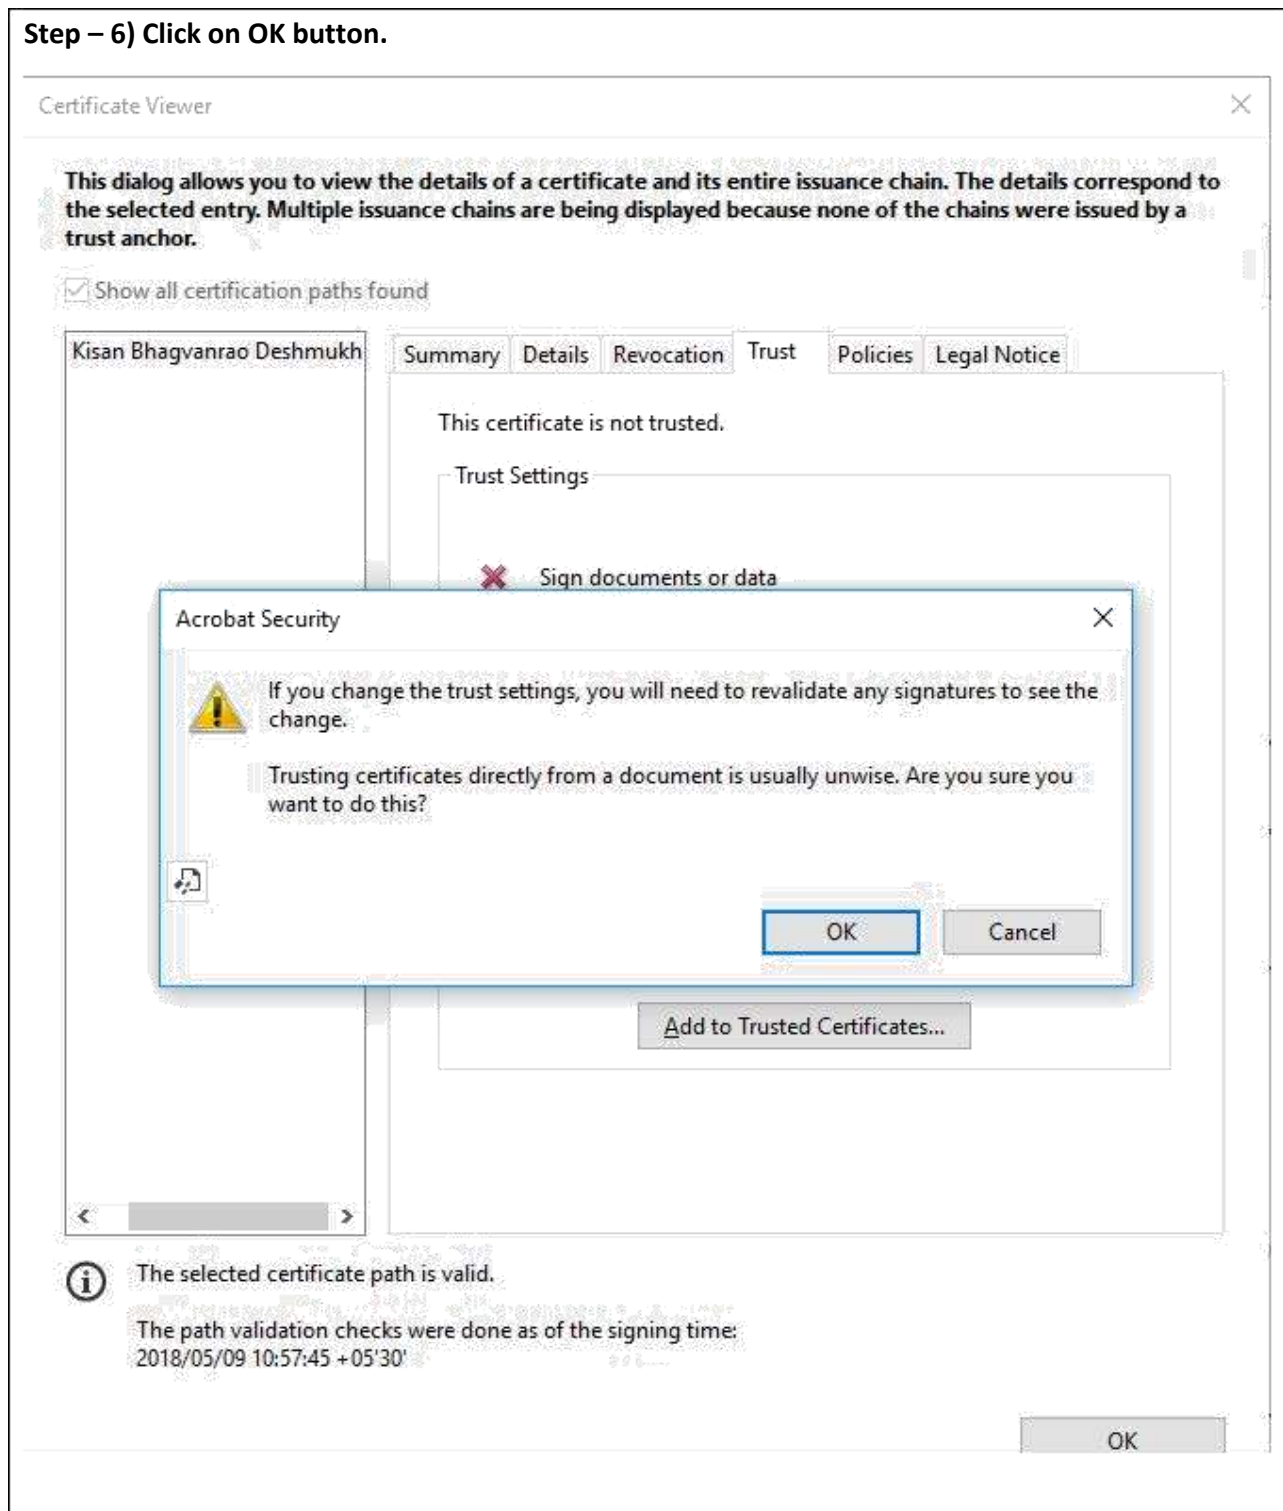 Step – 6) Click on OK button.
Certificate Viewer
This dialog allows you to view the details of a certificate and its entire issuance chain. The details correspond to
the selected entry. Multiple issuance chains are being displayed because none of the chains were issued by a
trust anchor.
Show all certification paths found
Kisan Bhagvanrao Deshmukh
Summary Details Revocation Trust Policies Legal Notice
This certificate is not trusted.
Trust Settings
Sign documents or data
Acrobat Security
If you change the trust settings, you will need to revalidate any signatures to see the
change.
Trusting certificates directly from a document is usually unwise. Are you sure you
want to do this?
OK Cancel
Add to Trusted Certificates...
The selected certificate path is valid.
The path validation checks were done as of the signing time:
2018/05/09 10:57:45 +05'30'
OK